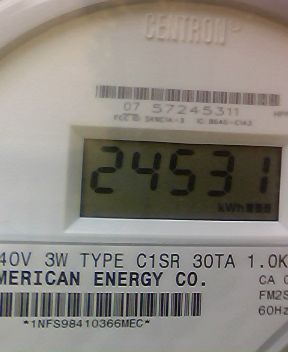 CENTRON®
07 57245311
24531
kWh
40V 3W TYPE C1SR 30TA 1.0K
MERICAN ENERGY CO.
CA 0
FM2S
60Hz
*1NFS98410366MEC*